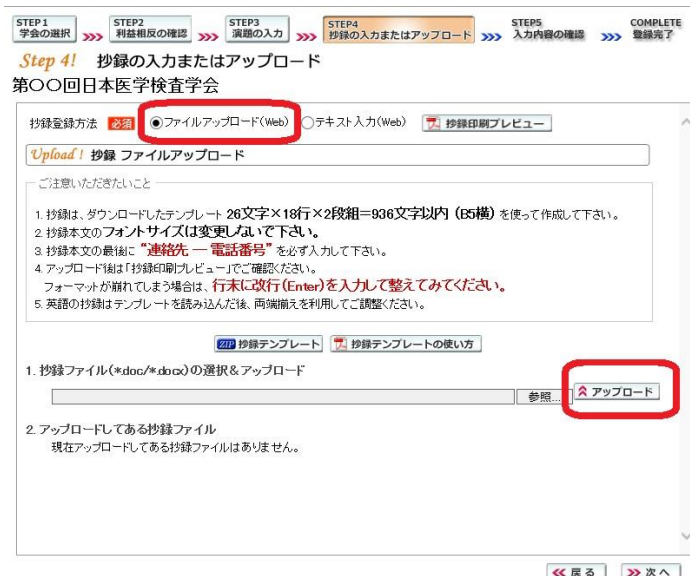 STEP1 STEP2 STEP3 STEP4 STEP5 COMPLETE
学会の選択 >>> 利益相反の確認 >>> 演題の入力 >>> 抄録の入力またはアップロード >>> 入力内容の確認 >>> 登録完了
Step 4! 抄録の入力またはアップロード
第〇〇回日本医学検査学会
抄録登録方法 必須 ファイルアップロード(Web) テキスト入力(Web) 抄録印刷プレビュー
Upload! 抄録 ファイルアップロード
ご注意いただきたいこと
1. 抄録は、ダウンロードしたテンプレート 26文字×18行×2段組=936文字以内 (B5横) を使って作成して下さい。
2. 抄録本文のフォントサイズは変更しないで下さい。
3. 抄録本文の最後に “連絡先 ― 電話番号” を必ず入力して下さい。
4. アップロード後は「抄録印刷プレビュー」でご確認ください。
フォーマットが崩れてしまう場合は、行末に改行(Enter)を入力して整えてみてください。
5. 英語の抄録はテンプレートを読み込んだ後、両端揃えを利用してご調整ください。
ZIP 抄録テンプレート 抄録テンプレートの使い方
1. 抄録ファイル(*.doc/*.docx)の選択&アップロード
参照... アップロード
2. アップロードしてある抄録ファイル
現在アップロードしてある抄録ファイルはありません。
戻る 次へ